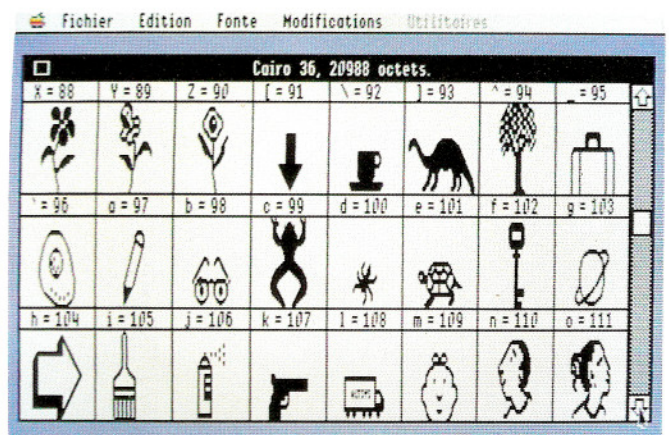 Fichier Edition Fonte Modifications Utilitaires
Cairo 36, 20988 octets.
X = 88 Y = 89 Z = 90 [ = 91 \ = 92 ] = 93 ^ = 94 _ = 95
` = 96 a = 97 b = 98 c = 99 d = 100 e = 101 f = 102 g = 103
h = 104 i = 105 j = 106 k = 107 l = 108 m = 109 n = 110 o = 111